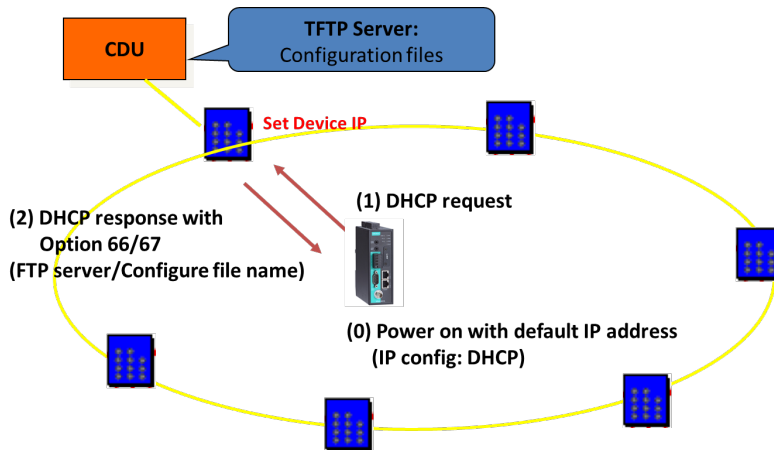 TFTP Server:
Configuration files
CDU
Set Device IP
(1) DHCP request
(2) DHCP response with
Option 66/67
(FTP server/Configure file name)
(0) Power on with default IP address
(IP config: DHCP)